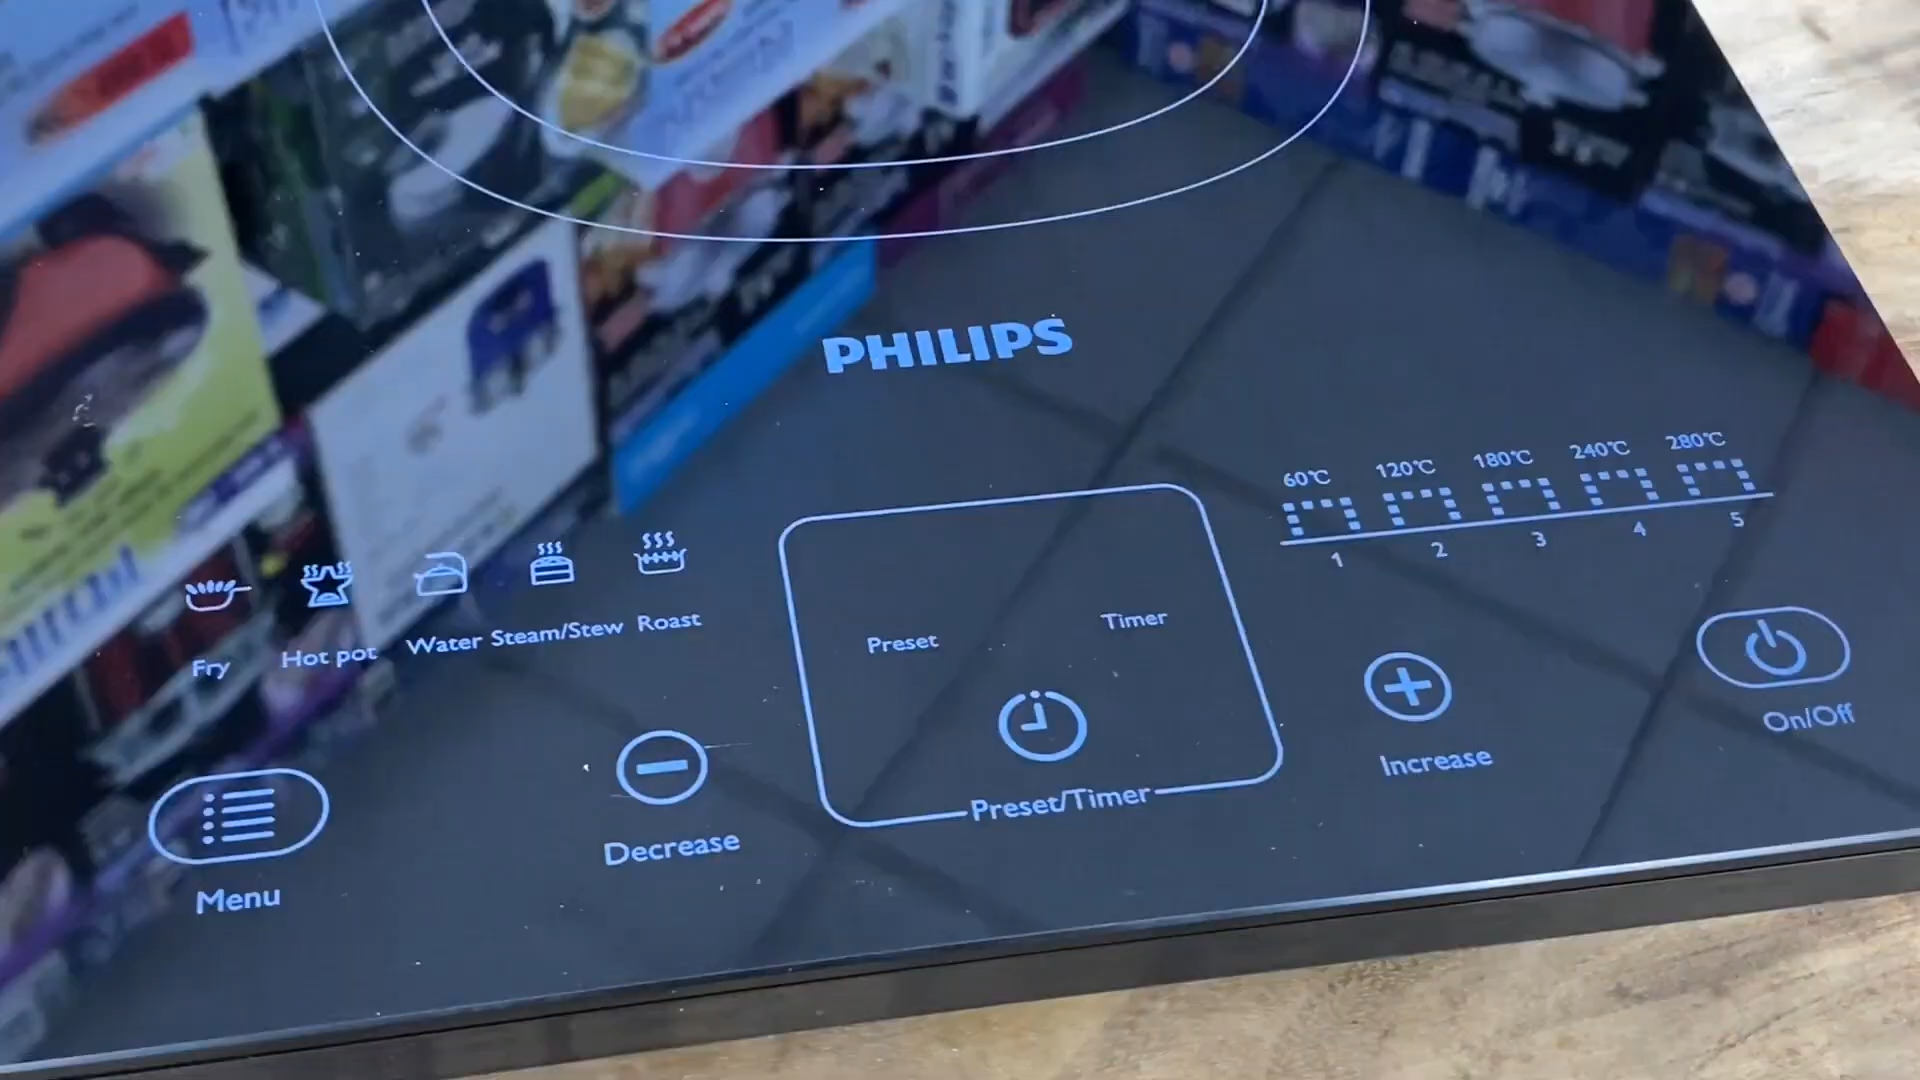 PHILIPS
60℃ 120℃ 180℃ 240℃ 280℃
1 2 3 4 5
Fry Hot pot Water Steam/Stew Roast
Preset Timer
Preset/Timer
Menu
Decrease
Increase
On/Off